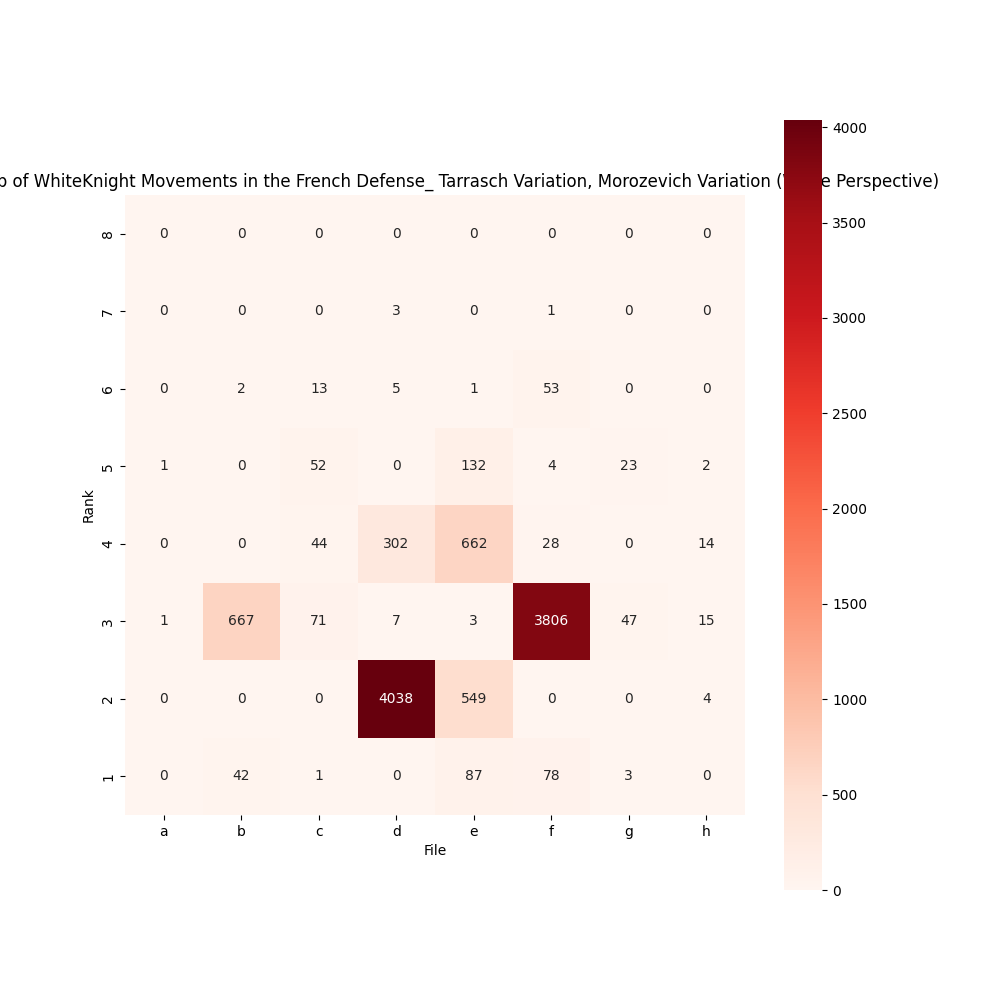 of WhiteKnight Movements in the French Defense_ Tarrasch Variation, Morozevich Variation ( Perspective)
Rank
8 0 0 0 0 0 0 0 0
7 0 0 0 3 0 1 0 0
6 0 2 13 5 1 53 0 0
5 1 0 52 0 132 4 23 2
4 0 0 44 302 662 28 0 14
3 1 667 71 7 3 3806 47 15
2 0 0 0 4038 549 0 0 4
1 0 42 1 0 87 78 3 0
a b c d e f g h
File
4000
3500
3000
2500
2000
1500
1000
500
0